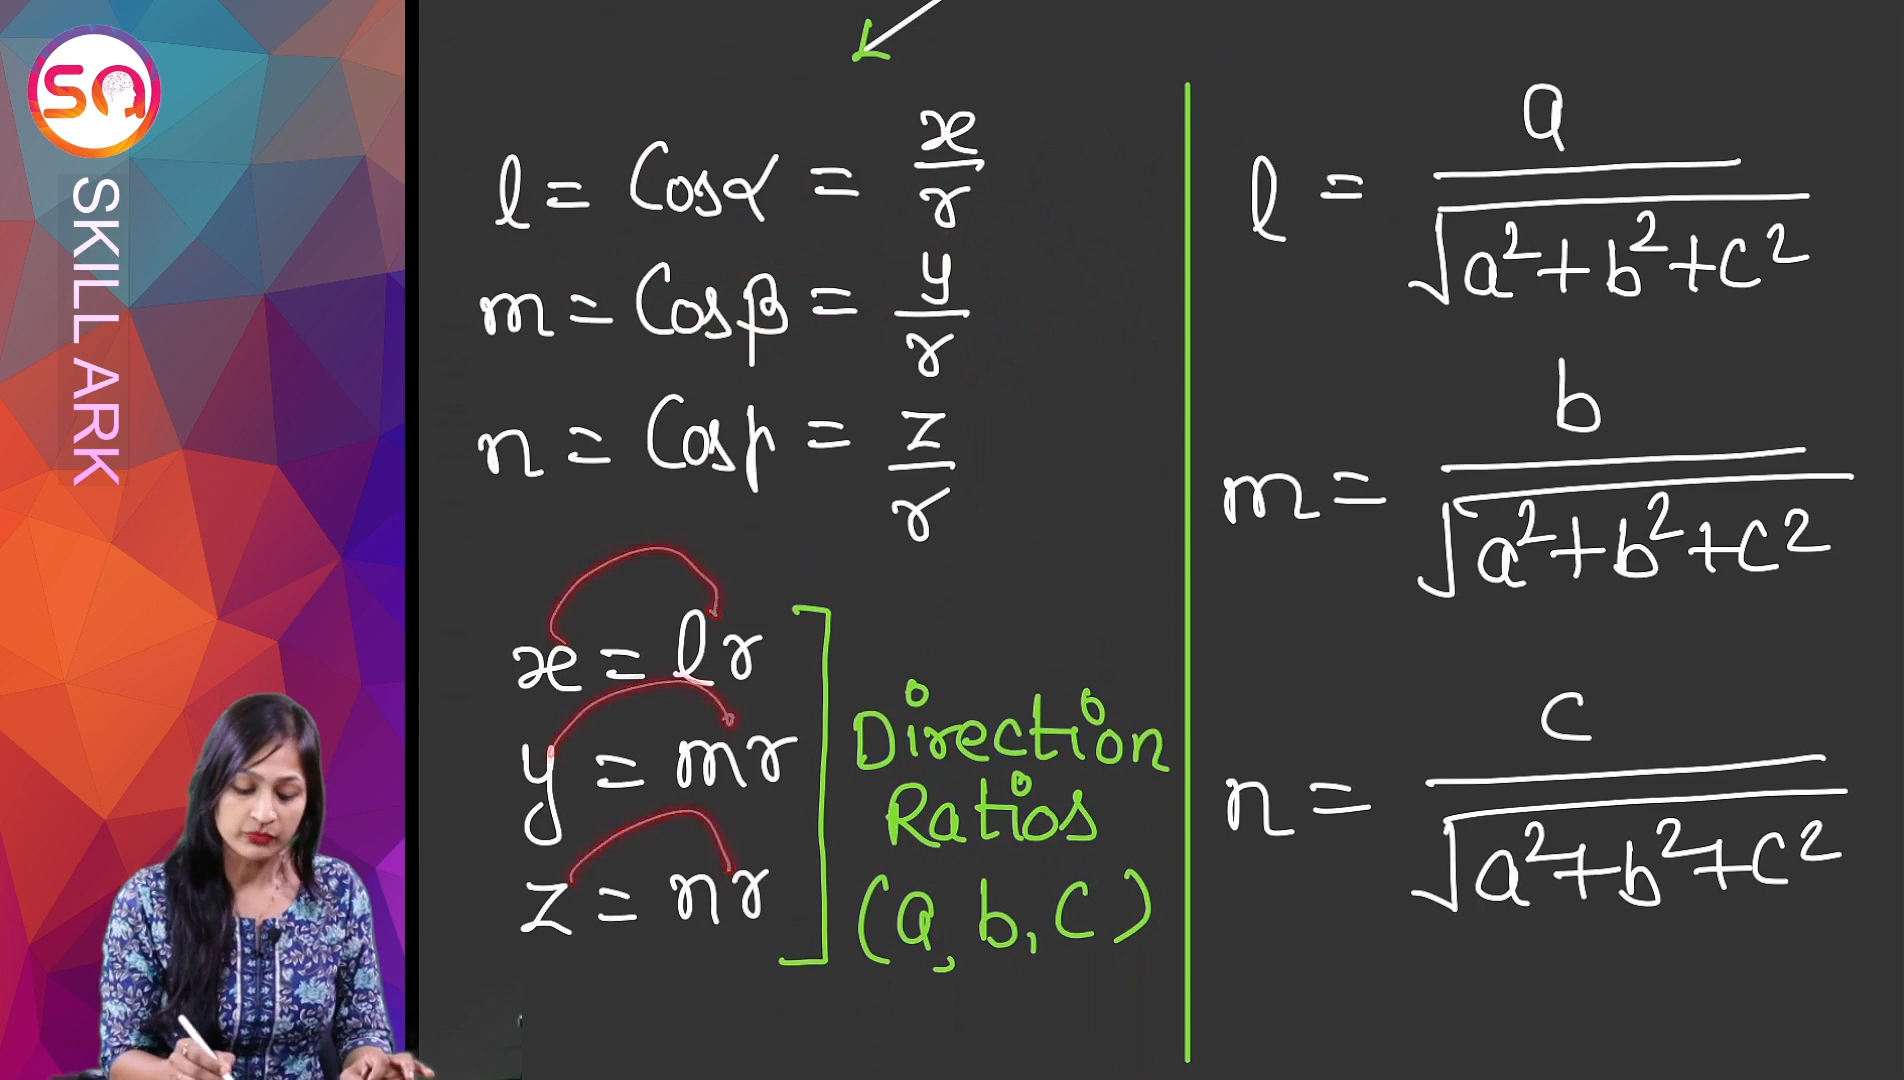 SKILL ARK
l = Cosα = x/r
m = Cosβ = y/r
n = Cosγ = z/r
x = lr
y = mr
z = nr
Direction
Ratios
(a, b, c)
l = a/√a²+b²+c²
m = b/√a²+b²+c²
n = c/√a²+b²+c²